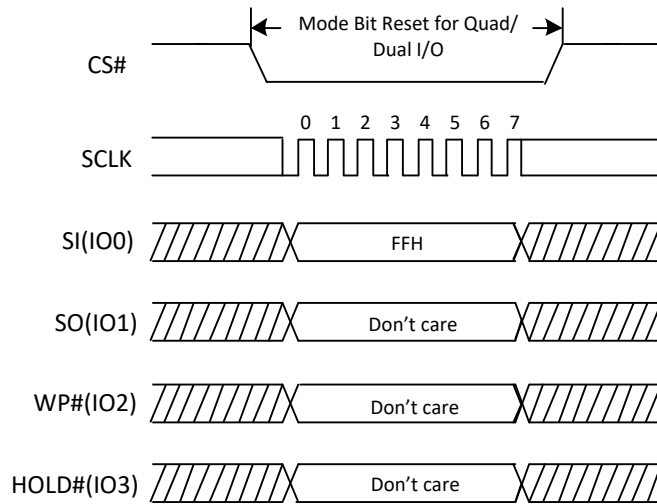 Mode Bit Reset for Quad/
Dual I/O
CS#
0 1 2 3 4 5 6 7
SCLK
SI(IO0)
FFH
SO(IO1)
Don’t care
WP#(IO2)
Don’t care
HOLD#(IO3)
Don’t care